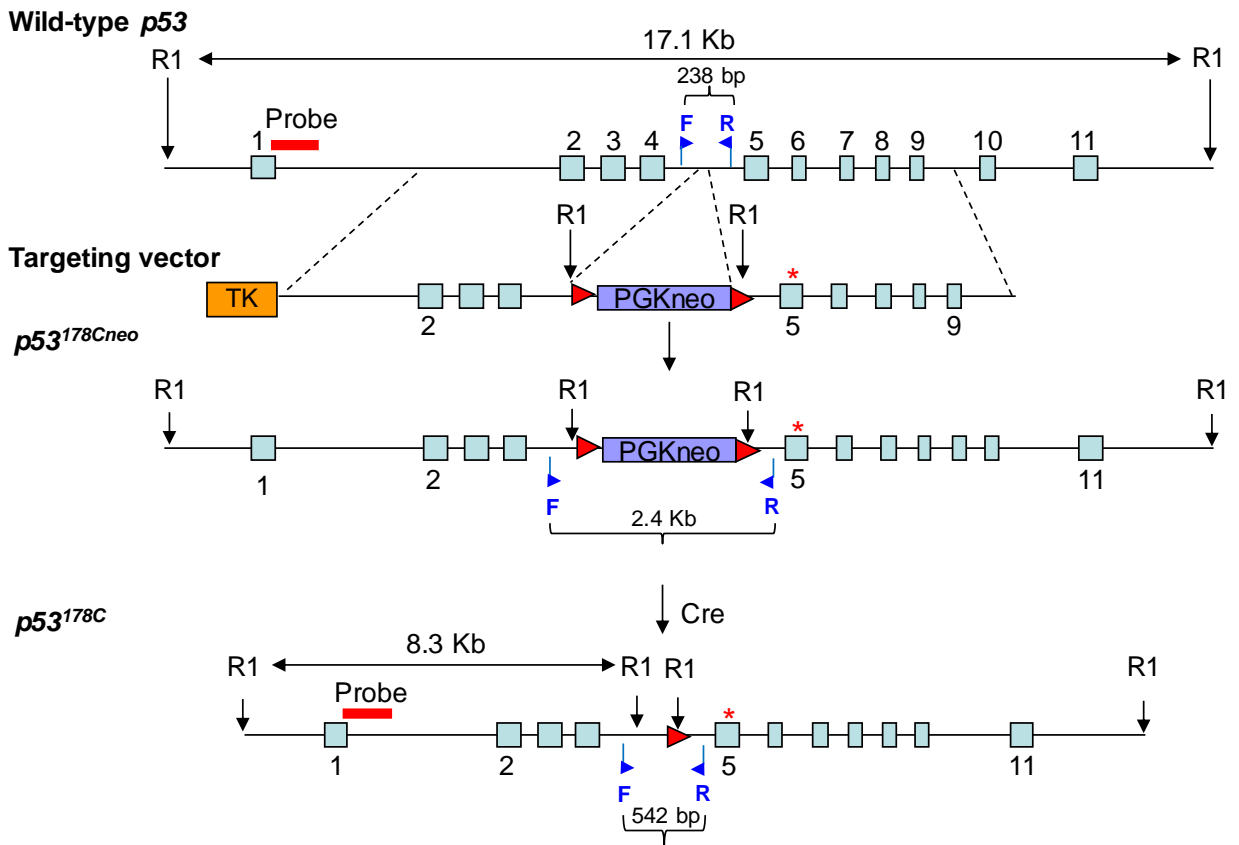 Wild-type p53
17.1 Kb
R1 R1
238 bp
Probe
F R
1 2 3 4 5 6 7 8 9 10 11
R1 R1
Targeting vector
*
TK PGKneo
2 5 9
p53178Cneo
R1 R1 R1 R1
*
PGKneo
1 2 5 11
F R
2.4 Kb
Cre
p53178C
8.3 Kb
R1 R1 R1 R1
Probe
*
1 2 5 11
F R
542 bp